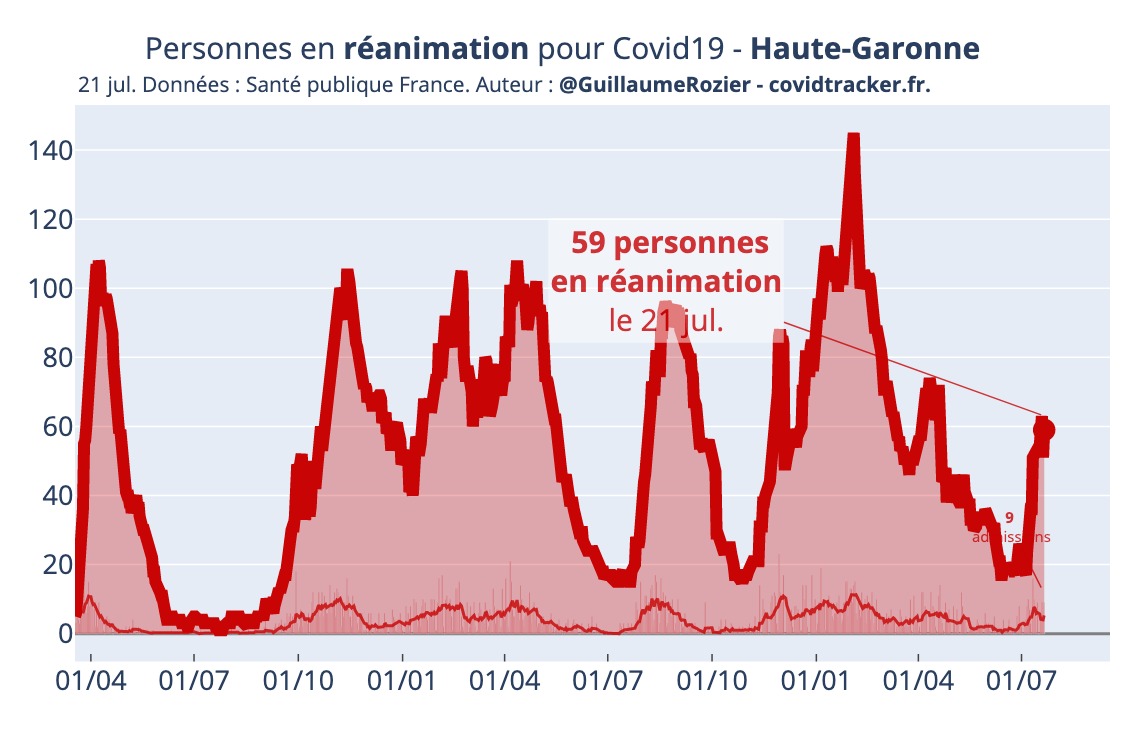 Personnes en réanimation pour Covid19 - Haute-Garonne
21 jul. Données : Santé publique France. Auteur : @GuillaumeRozier - covidtracker.fr.
140
120
100
80
60
40
20
0
59 personnes
en réanimation
le 21 jul.
9
admissions
01/04 01/07 01/10 01/01 01/04 01/07 01/10 01/01 01/04 01/07